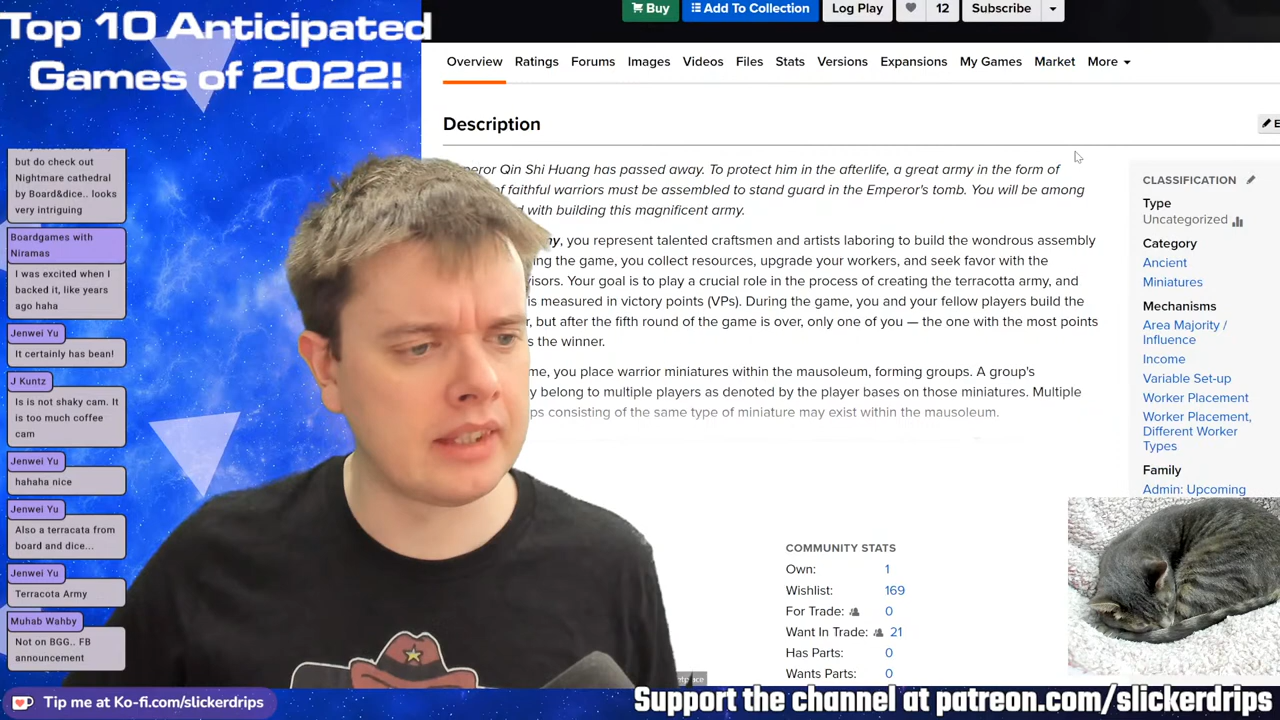 Top 10 Anticipated
Games of 2022!
but do check out
Nightmare cathedral
by Board&dice.. looks
very intriguing
Boardgames with
Niramas
I was excited when I
backed it, like years
ago haha
Jenwei Yu
It certainly has been!
J Kuntz
Is is not shaky cam. It
is too much coffee
cam
Jenwei Yu
hahaha nice
Jenwei Yu
Also a terracata from
board and dice...
Jenwei Yu
Terracota Army
Muhab Wahby
Not on BGG.. FB
announcement
Tip me at Ko-fi.com/slickerdrips
Buy
Add To Collection
Log Play
12
Subscribe
Overview Ratings Forums Images Videos Files Stats Versions Expansions My Games Market More
Description
Qin Shi Huang has passed away. To protect him in the afterlife, a great army in the form of
of faithful warriors must be assembled to stand guard in the Emperor's tomb. You will be among
with building this magnificent army.
, you represent talented craftsmen and artists laboring to build the wondrous assembly
the game, you collect resources, upgrade your workers, and seek favor with the
Your goal is to play a crucial role in the process of creating the terracotta army, and
is measured in victory points (VPs). During the game, you and your fellow players build the
, but after the fifth round of the game is over, only one of you — the one with the most points
the winner.
, you place warrior miniatures within the mausoleum, forming groups. A group's
belong to multiple players as denoted by the player bases on those miniatures. Multiple
consisting of the same type of miniature may exist within the mausoleum.
COMMUNITY STATS
Own: 1
Wishlist: 169
For Trade: 0
Want In Trade: 21
Has Parts: 0
Wants Parts: 0
CLASSIFICATION
Type
Uncategorized
Category
Ancient
Miniatures
Mechanisms
Area Majority /
Influence
Income
Variable Set-up
Worker Placement
Worker Placement,
Different Worker
Types
Family
Admin: Upcoming
Support the channel at patreon.com/slickerdrips